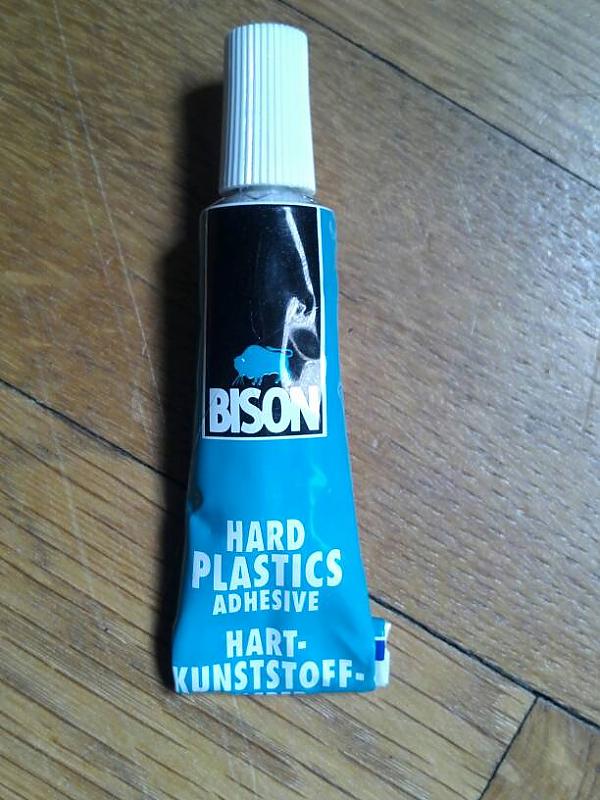 BISON
HARD
PLASTICS
ADHESIVE
HART-
KUNSTSTOFF-